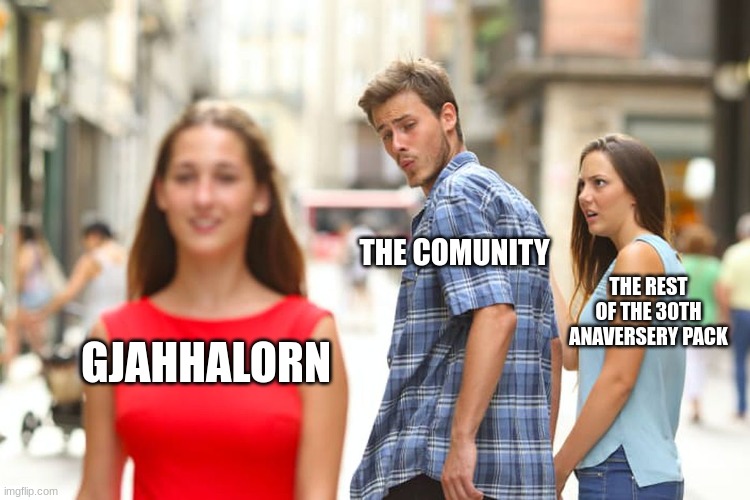 THE COMUNITY
THE REST
OF THE 30TH
ANAVERSERY PACK
GJAHHALORN
imgflip.com